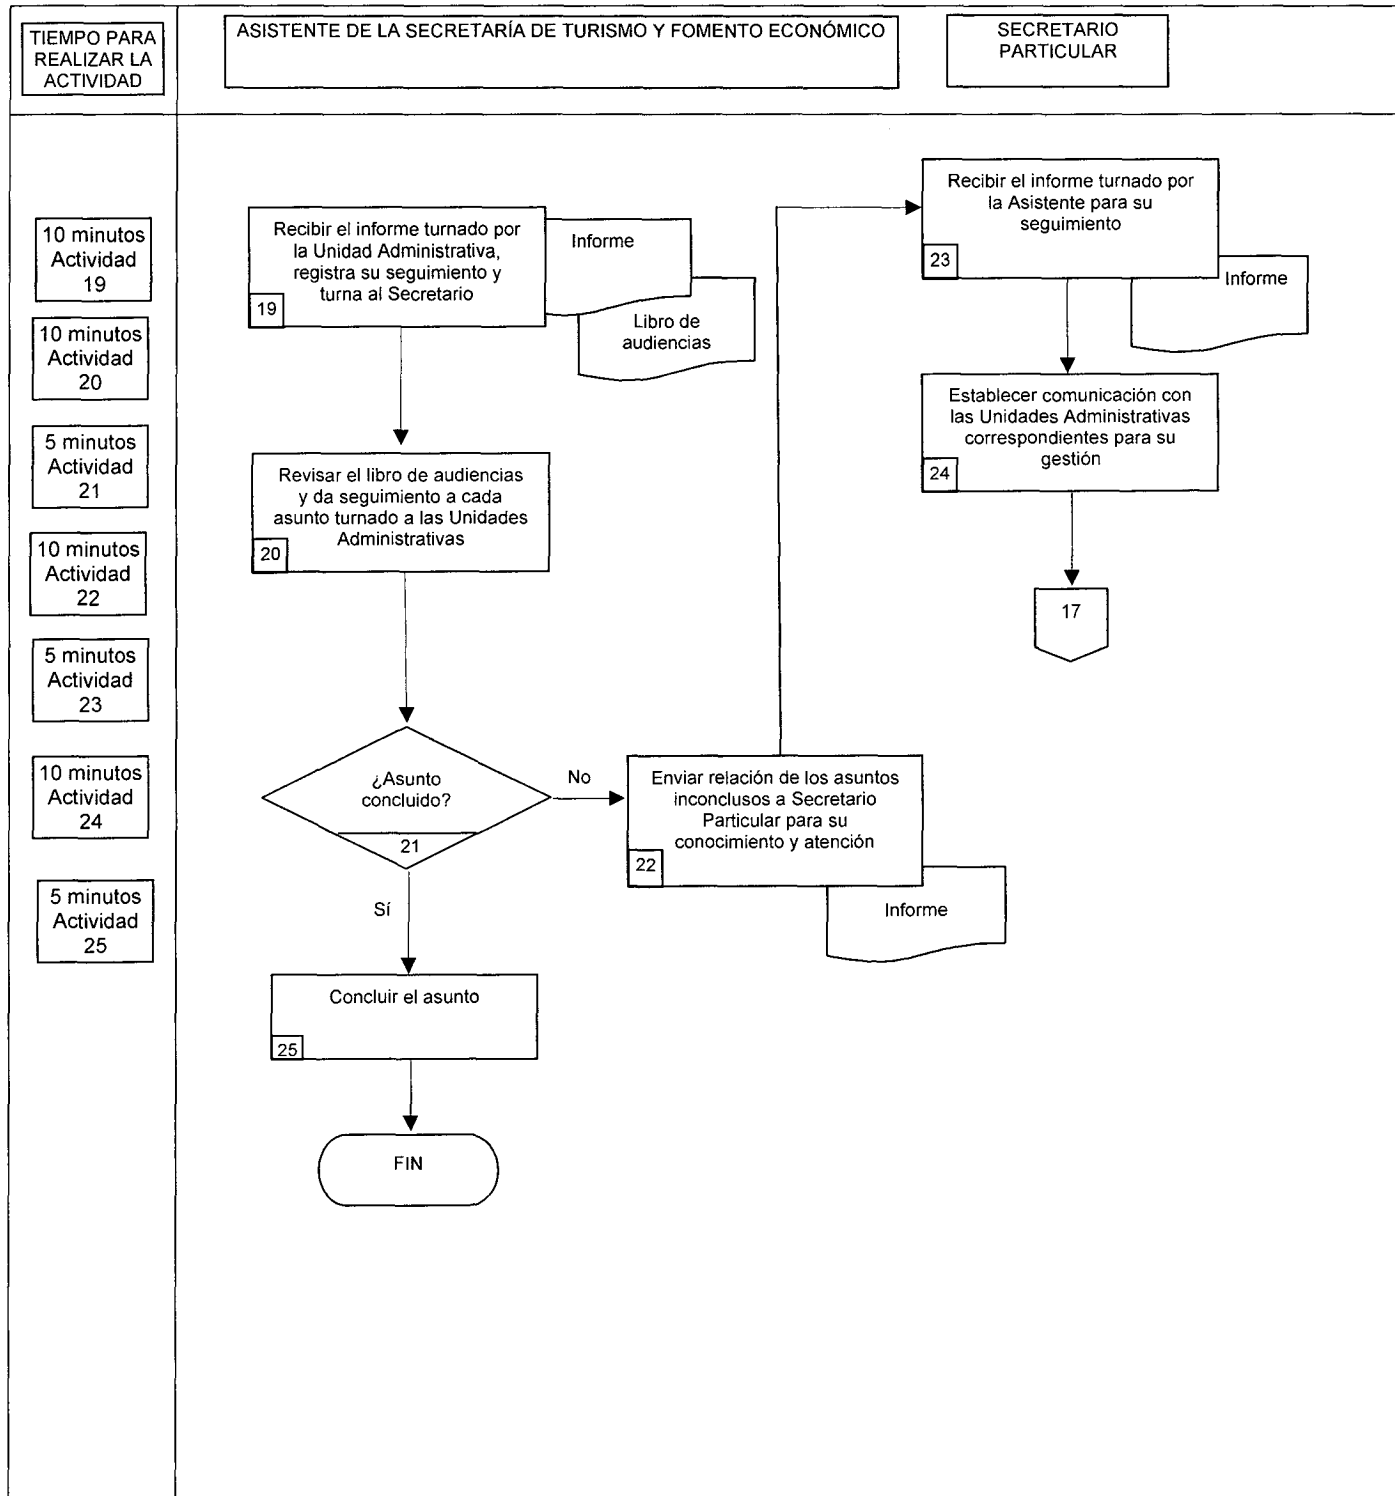 TIEMPO PARA
REALIZAR LA
ACTIVIDAD
ASISTENTE DE LA SECRETARÍA DE TURISMO Y FOMENTO ECONÓMICO
SECRETARIO
PARTICULAR
10 minutos
Actividad
19
10 minutos
Actividad
20
5 minutos
Actividad
21
10 minutos
Actividad
22
5 minutos
Actividad
23
10 minutos
Actividad
24
5 minutos
Actividad
25
Recibir el informe turnado por
la Unidad Administrativa,
registra su seguimiento y
turna al Secretario
19
Informe
Libro de
audiencias
Revisar el libro de audiencias
y da seguimiento a cada
asunto turnado a las Unidades
Administrativas
20
¿Asunto
concluido?
21
No
Sí
Enviar relación de los asuntos
inconclusos a Secretario
Particular para su
conocimiento y atención
22
Informe
Concluir el asunto
25
FIN
Recibir el informe turnado por
la Asistente para su
seguimiento
23
Informe
Establecer comunicación con
las Unidades Administrativas
correspondientes para su
gestión
24
17